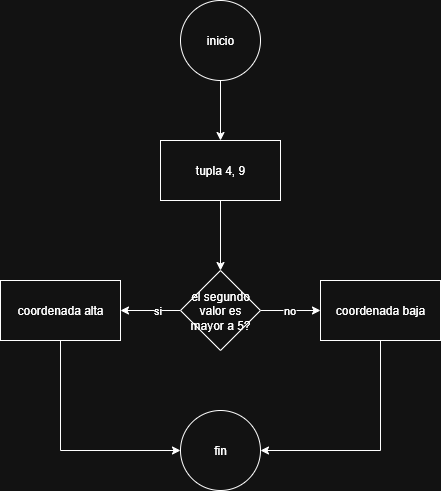 inicio
tupla 4, 9
el segundo
valor es
mayor a 5?
coordenada alta
si
no
coordenada baja
fin